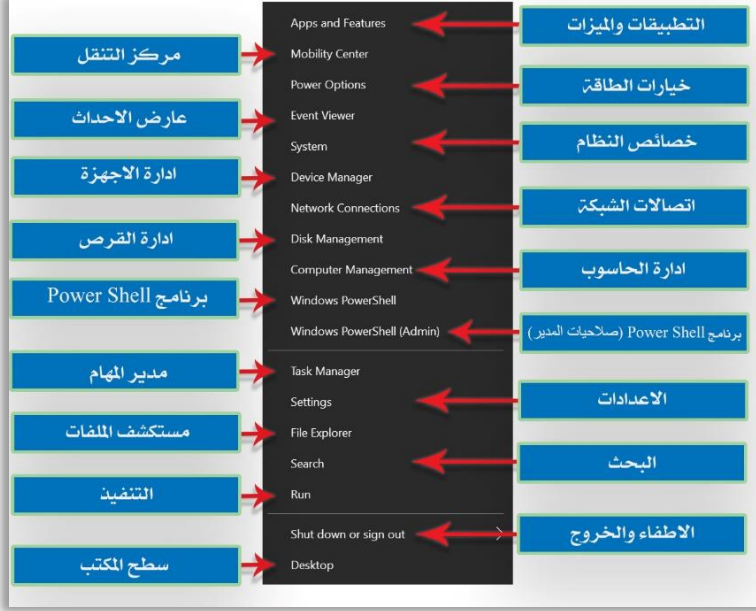 Apps and Features
التطبيقات والميزات
مركز التنقل
Mobility Center
Power Options
خيارات الطاقة
عارض الاحداث
Event Viewer
System
خصائص النظام
ادارة الاجهزة
Device Manager
Network Connections
اتصالات الشبكة
ادارة القرص
Disk Management
Computer Management
ادارة الحاسوب
برنامج Power Shell
Windows PowerShell
Windows PowerShell (Admin)
برنامج Power Shell (صلاحيات المدير)
مدير المهام
Task Manager
Settings
الاعدادات
مستكشف الملفات
File Explorer
Search
البحث
التنفيذ
Run
Shut down or sign out
الاطفاء والخروج
سطح المكتب
Desktop